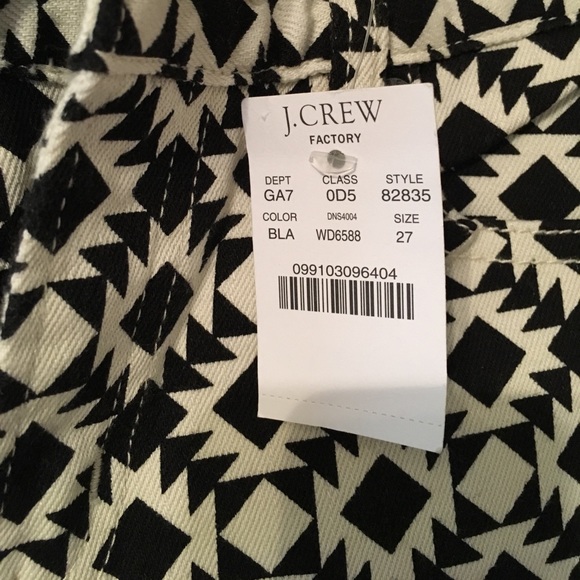 J.CREW
FACTORY
DEPT CLASS STYLE
GA7 0D5 82835
COLOR DNS4004 SIZE
BLA WD6588 27
099103096404